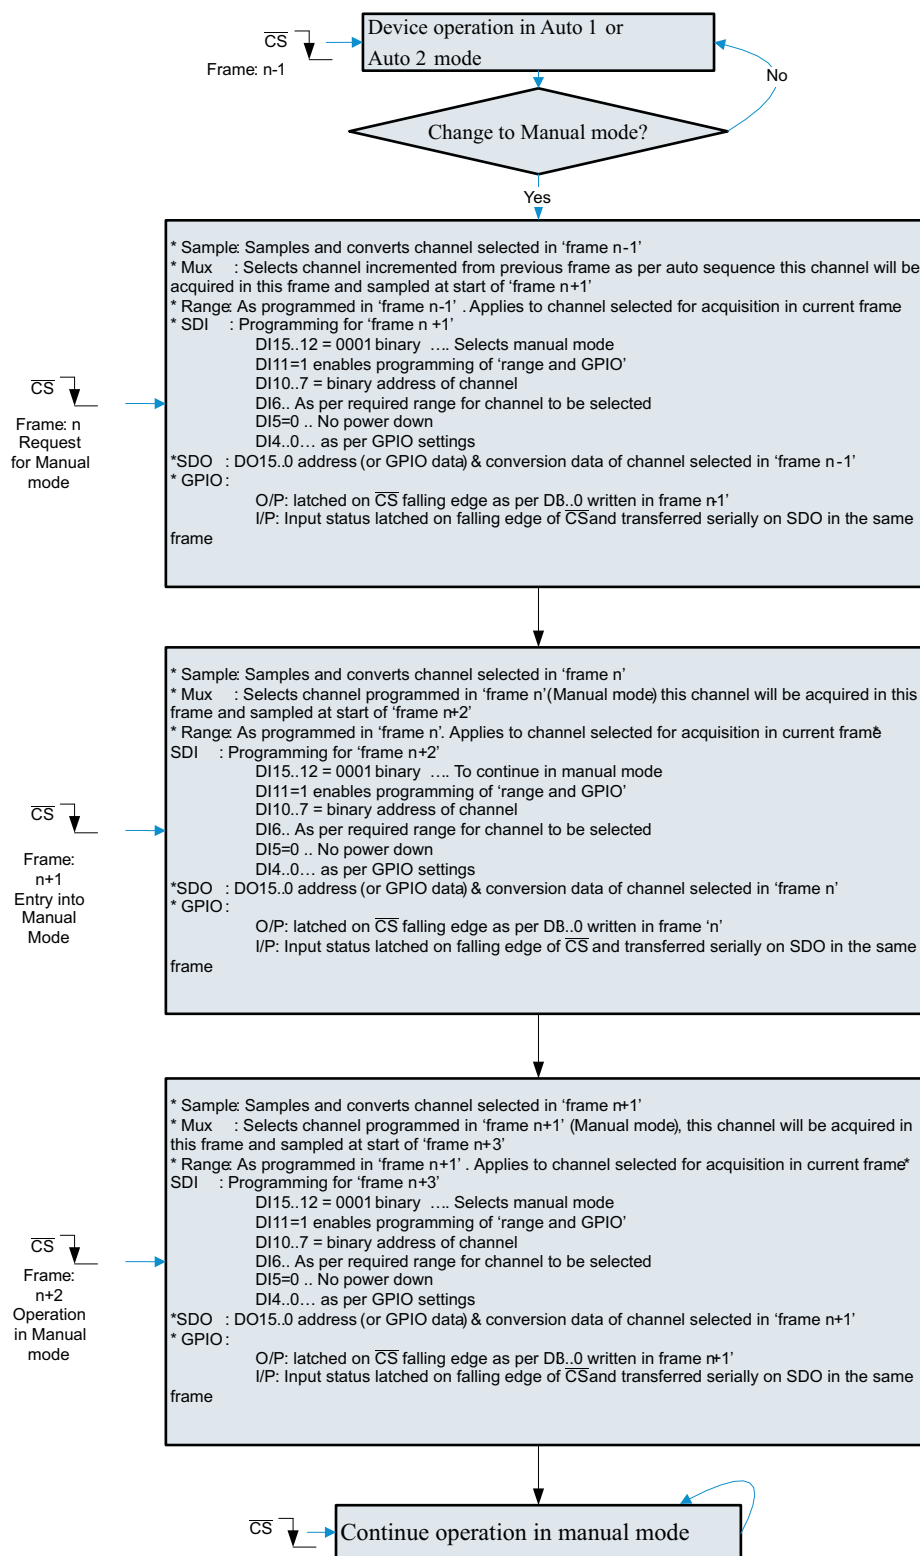 Device operation in Auto 1 or
Auto 2 mode
CS
Frame: n-1
No
Change to Manual mode?
Yes
* Sample: Samples and converts channel selected in ‘frame n-1’
* Mux : Selects channel incremented from previous frame as per auto sequence this channel will be
acquired in this frame and sampled at start of ‘frame n+1’
* Range: As programmed in ‘frame n-1’ . Applies to channel selected for acquisition in current frame
* SDI : Programming for ‘frame n +1’
DI15..12 = 0001 binary …. Selects manual mode
DI11=1 enables programming of ‘range and GPIO’
DI10..7 = binary address of channel
DI6.. As per required range for channel to be selected
DI5=0 .. No power down
DI4..0… as per GPIO settings
*SDO : DO15..0 address (or GPIO data) & conversion data of channel selected in ‘frame n-1’
* GPIO :
O/P: latched on CS falling edge as per DB..0 written in frame n-1’
I/P: Input status latched on falling edge of CS and transferred serially on SDO in the same
frame
CS
Frame: n
Request
for Manual
mode
* Sample: Samples and converts channel selected in ‘frame n’
* Mux : Selects channel programmed in ‘frame n’(Manual mode) this channel will be acquired in this
frame and sampled at start of ‘frame n+2’
* Range: As programmed in ‘frame n’. Applies to channel selected for acquisition in current frame*
SDI : Programming for ‘frame n+2’
DI15..12 = 0001 binary …. To continue in manual mode
DI11=1 enables programming of ‘range and GPIO’
DI10..7 = binary address of channel
DI6.. As per required range for channel to be selected
DI5=0 .. No power down
DI4..0… as per GPIO settings
*SDO : DO15..0 address (or GPIO data) & conversion data of channel selected in ‘frame n’
* GPIO :
O/P: latched on CS falling edge as per DB..0 written in frame ‘n’
I/P: Input status latched on falling edge of CS and transferred serially on SDO in the same
frame
CS
Frame:
n+1
Entry into
Manual
Mode
* Sample: Samples and converts channel selected in ‘frame n+1’
* Mux : Selects channel programmed in ‘frame n+1’ (Manual mode), this channel will be acquired in
this frame and sampled at start of ‘frame n+3’
* Range: As programmed in ‘frame n+1’ . Applies to channel selected for acquisition in current frame*
SDI : Programming for ‘frame n+3’
DI15..12 = 0001 binary …. Selects manual mode
DI11=1 enables programming of ‘range and GPIO’
DI10..7 = binary address of channel
DI6.. As per required range for channel to be selected
DI5=0 .. No power down
DI4..0… as per GPIO settings
*SDO : DO15..0 address (or GPIO data) & conversion data of channel selected in ‘frame n+1’
* GPIO :
O/P: latched on CS falling edge as per DB..0 written in frame n+1’
I/P: Input status latched on falling edge of CS and transferred serially on SDO in the same
frame
CS
Frame:
n+2
Operation
in Manual
mode
CS
Continue operation in manual mode